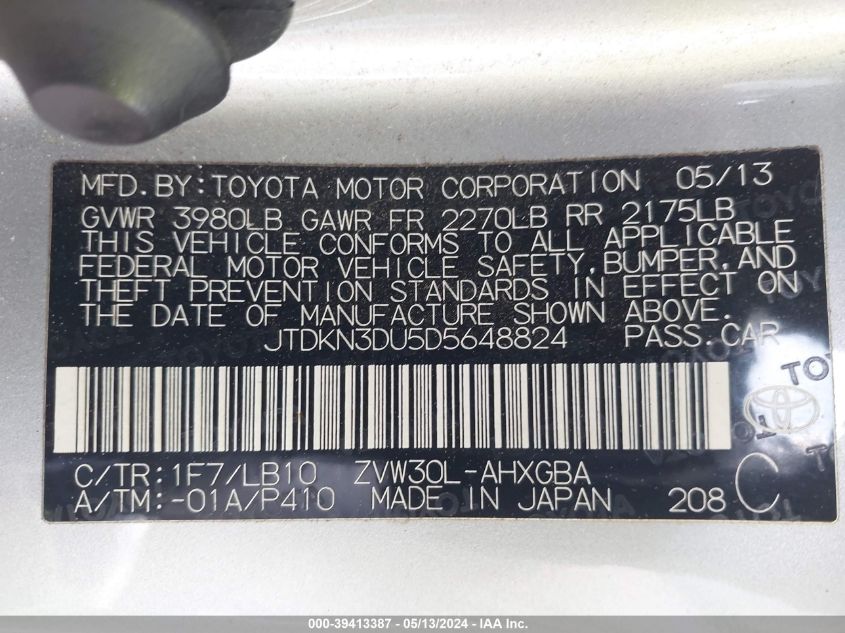 MFD.BY:TOYOTA MOTOR CORPORATION 05/13
GVWR 3980LB GAWR FR 2270LB RR 2175LB
THIS VEHICLE CONFORMS TO ALL APPLICABLE
FEDERAL MOTOR VEHICLE SAFETY,BUMPER,AND
THEFT PREVENTION STANDARDS IN EFFECT ON
THE DATE OF MANUFACTURE SHOWN ABOVE.
JTDKN3DU5D5648824 PASS.CAR
C/TR:1F7/LB10 ZVW30L-AHXGBA
A/TM:-01A/P410 MADE IN JAPAN 208 C
000-39413387 - 05/13/2024 - IAA Inc.